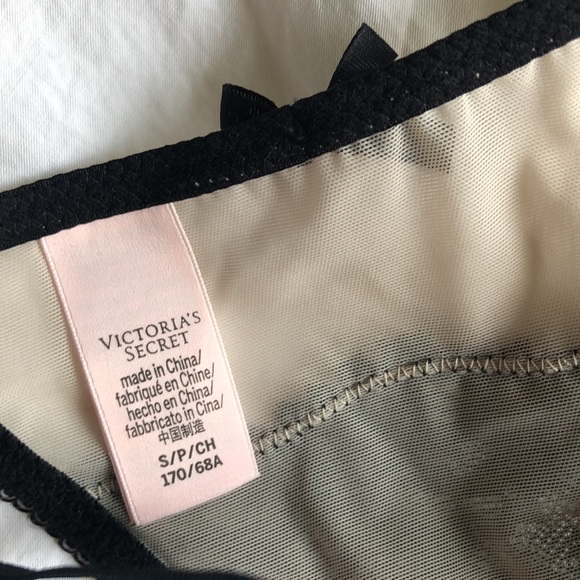 VICTORIA'S
SECRET
made in China/
fabriqué en Chine/
hecho en China/
fabbricato in Cina/
中国制造
S/P/CH
170/68A